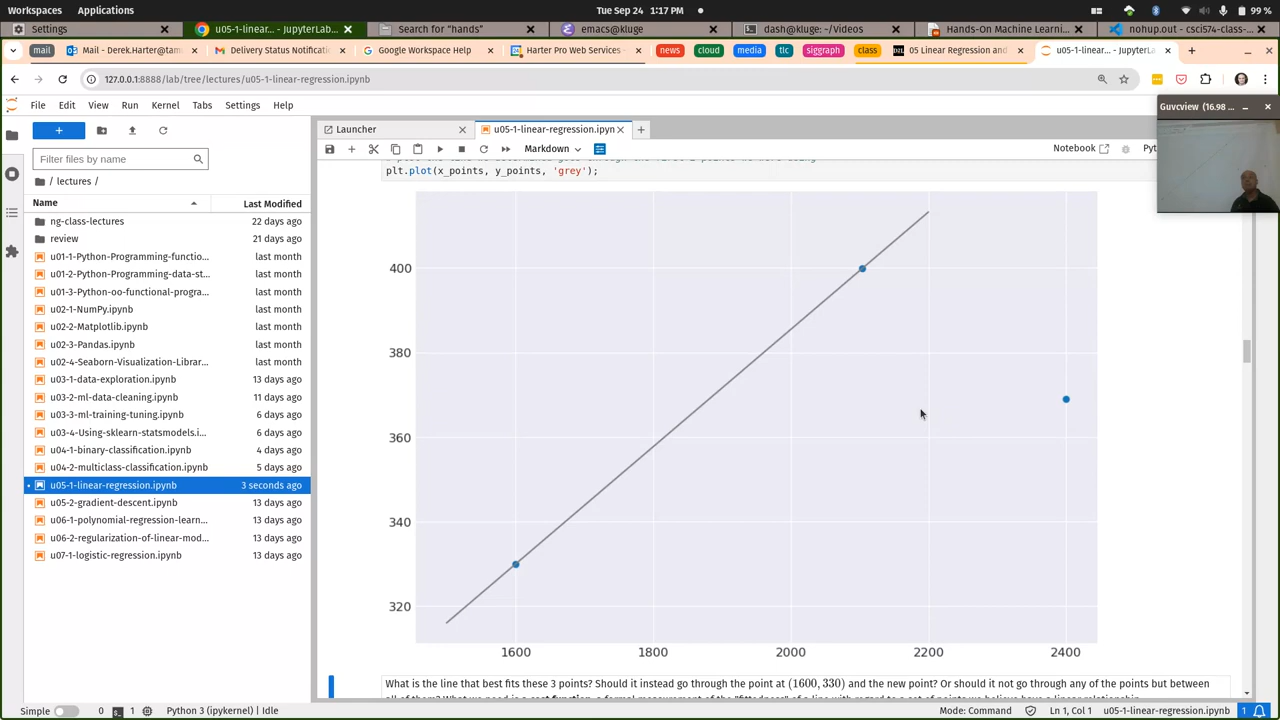 Workspaces Applications Tue Sep 24 1:17 PM 99 %
Settings u05-1-linear... - JupyterLab Search for "hands" emacs@kluge dash@kluge: ~/Videos Hands-On Machine Learnin... nohup.out - csci574-class-...
mail Mail - Derek.Harter@tamu Delivery Status Notificati Google Workspace Help Harter Pro Web Services - news cloud media tlc siggraph class 05 Linear Regression and u05-1-linear... - JupyterL
127.0.0.1:8888/lab/tree/lectures/u05-1-linear-regression.ipynb
Guvcview (16.98 ...
File Edit View Run Kernel Tabs Settings Help
Launcher u05-1-linear-regression.ipyn
Filter files by name
Markdown Notebook Pyt
/ lectures /
Name Last Modified
ng-class-lectures 22 days ago
review 21 days ago
u01-1-Python-Programming-functio... last month
u01-2-Python-Programming-data-st... last month
u01-3-Python-oo-functional-progra... last month
u02-1-NumPy.ipynb last month
u02-2-Matplotlib.ipynb last month
u02-3-Pandas.ipynb last month
u02-4-Seaborn-Visualization-Librar... last month
u03-1-data-exploration.ipynb 13 days ago
u03-2-ml-data-cleaning.ipynb 11 days ago
u03-3-ml-training-tuning.ipynb 6 days ago
u03-4-Using-sklearn-statsmodels.i... 6 days ago
u04-1-binary-classification.ipynb 4 days ago
u04-2-multiclass-classification.ipynb 5 days ago
u05-1-linear-regression.ipynb 3 seconds ago
u05-2-gradient-descent.ipynb 13 days ago
u06-1-polynomial-regression-learn... 13 days ago
u06-2-regularization-of-linear-mod... 13 days ago
u07-1-logistic-regression.ipynb 13 days ago
plt.plot(x_points, y_points, 'grey');
400
380
360
340
320
1600 1800 2000 2200 2400
What is the line that best fits these 3 points? Should it instead go through the point at (1600, 330) and the new point? Or should it not go through any of the points but between
Simple 0 1 Python 3 (ipykernel) | Idle Mode: Command Ln 1, Col 1 u05-1-linear-regression.ipynb 1